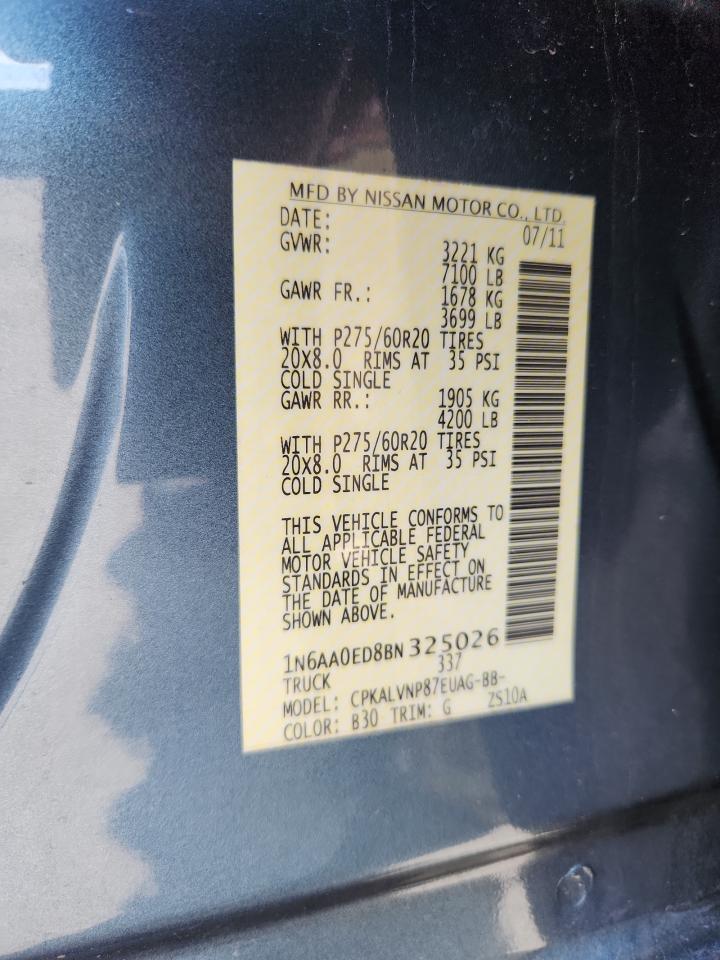 MFD BY NISSAN MOTOR CO., LTD.
DATE: 07/11
GVWR: 3221 KG
7100 LB
GAWR FR.: 1678 KG
3699 LB
WITH P275/60R20 TIRES
20X8.0 RIMS AT 35 PSI
COLD SINGLE
GAWR RR.: 1905 KG
4200 LB
WITH P275/60R20 TIRES
20X8.0 RIMS AT 35 PSI
COLD SINGLE
THIS VEHICLE CONFORMS TO
ALL APPLICABLE FEDERAL
MOTOR VEHICLE SAFETY
STANDARDS IN EFFECT ON
THE DATE OF MANUFACTURE
SHOWN ABOVE.
1N6AA0ED8BN325026
TRUCK 337
MODEL: CPKALVNP87EUAG-BB-
COLOR: B30 TRIM: G ZS10A